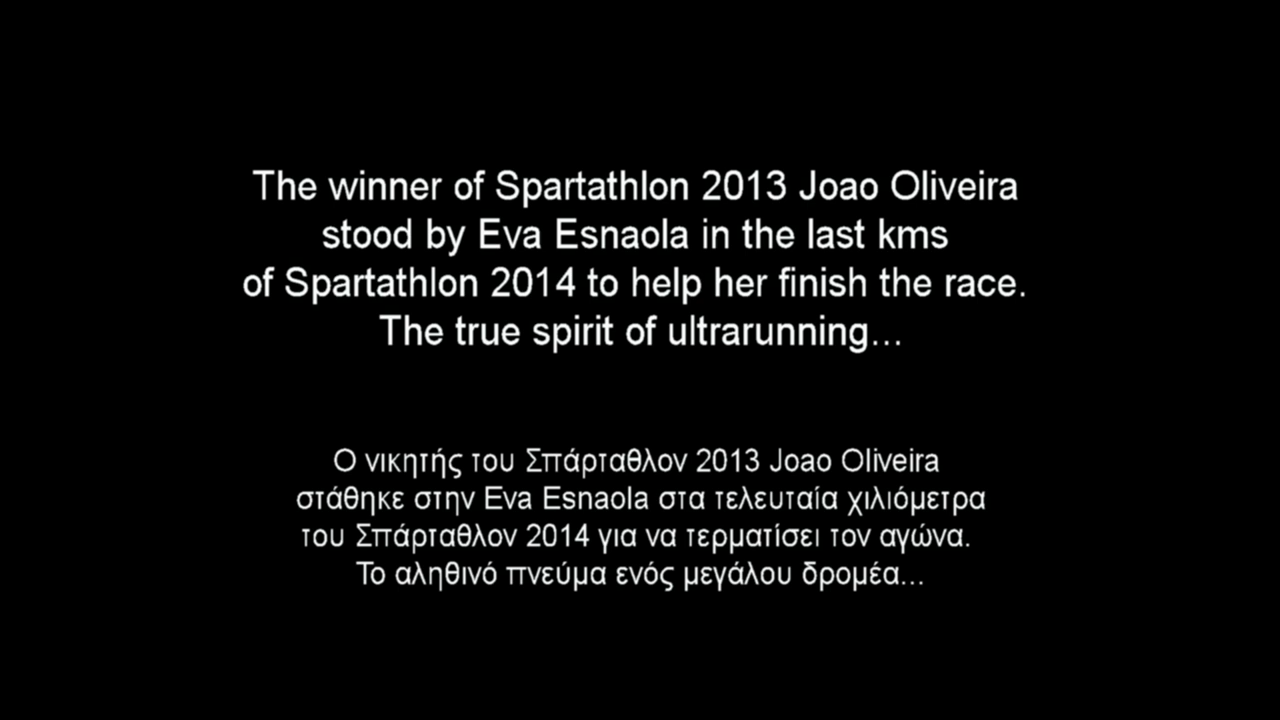 The winner of Spartathlon 2013 Joao Oliveira
stood by Eva Esnaola in the last kms
of Spartathlon 2014 to help her finish the race.
The true spirit of ultrarunning...
Ο νικητής του Σπάρταθλον 2013 Joao Oliveira
στάθηκε στην Eva Esnaola στα τελευταία χιλιόμετρα
του Σπάρταθλον 2014 για να τερματίσει τον αγώνα.
Το αληθινό πνεύμα ενός μεγάλου δρομέα...